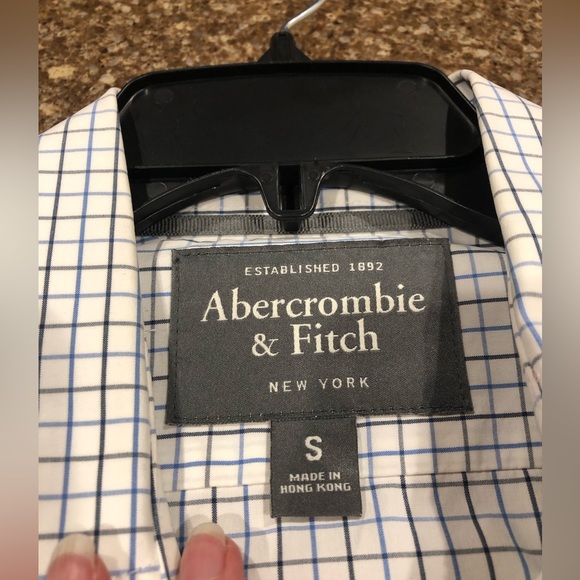 ESTABLISHED 1892
Abercrombie
& Fitch
NEW YORK
S
MADE IN
HONG KONG